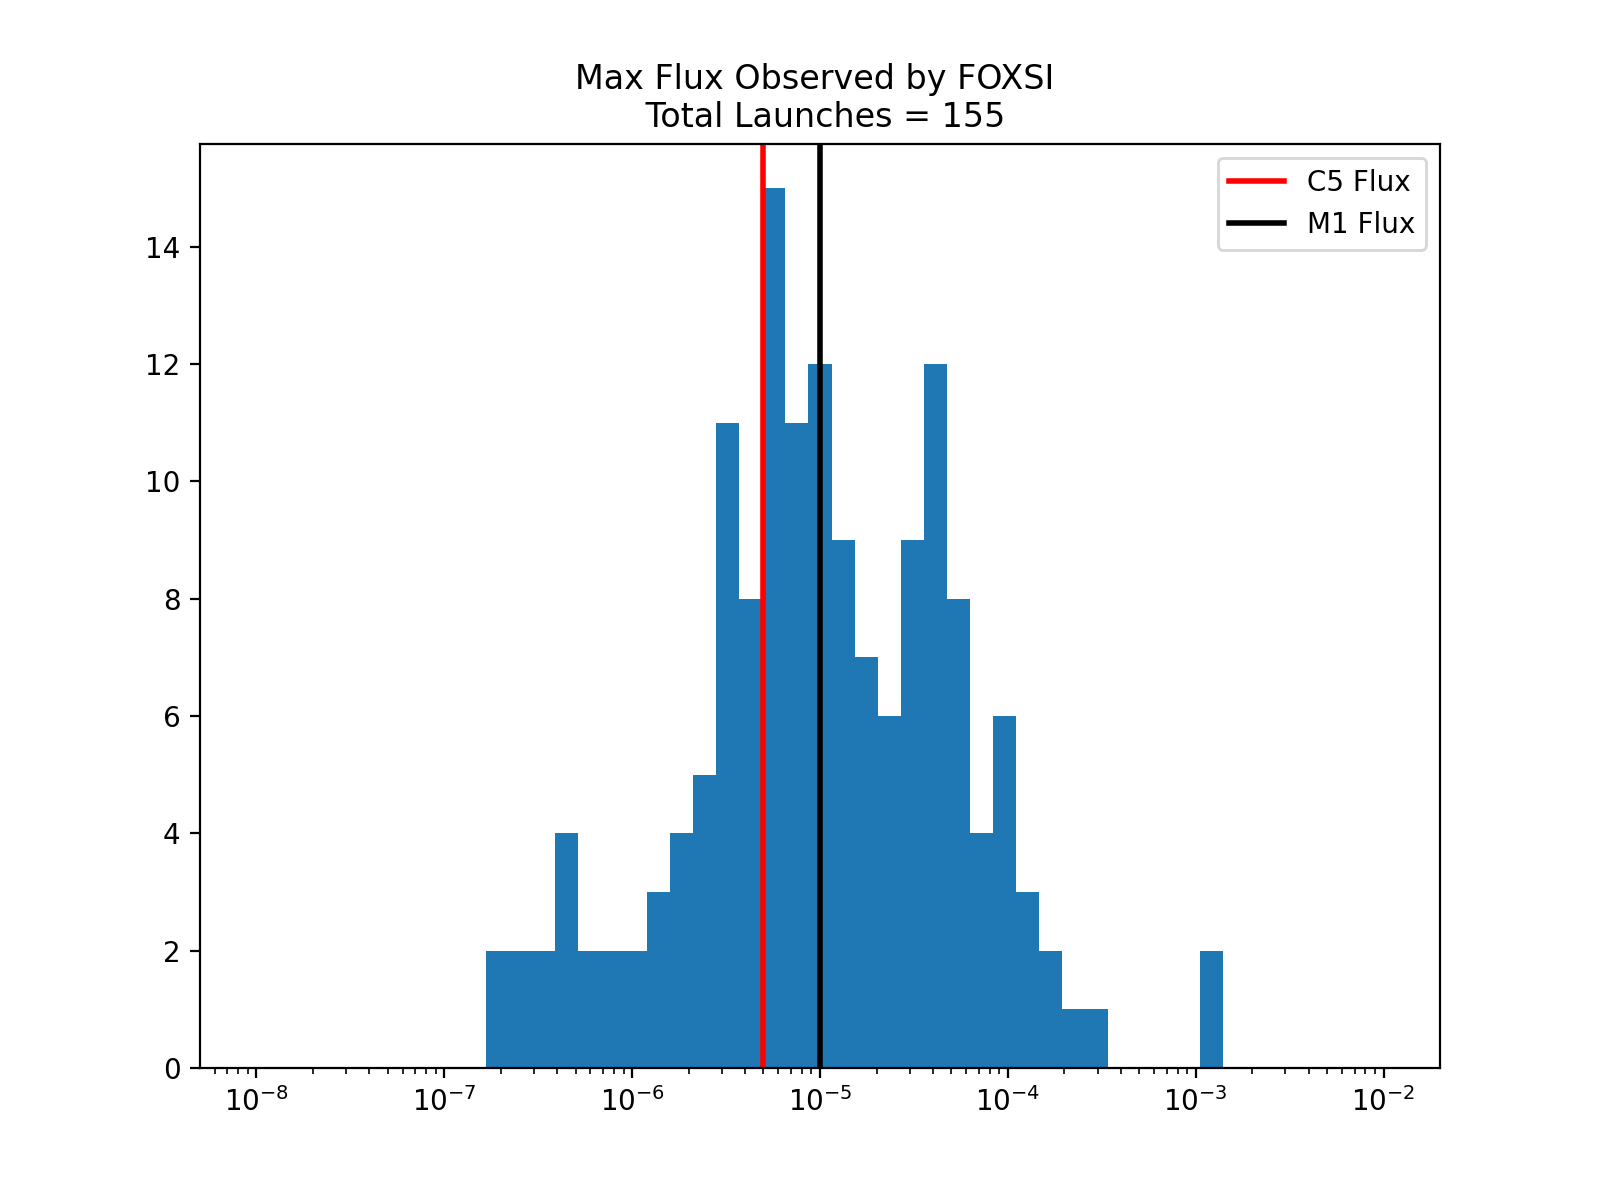 Max Flux Observed by FOXSI
Total Launches = 155
C5 Flux
M1 Flux
14
12
10
8
6
4
2
0
10⁻⁸ 10⁻⁷ 10⁻⁶ 10⁻⁵ 10⁻⁴ 10⁻³ 10⁻²